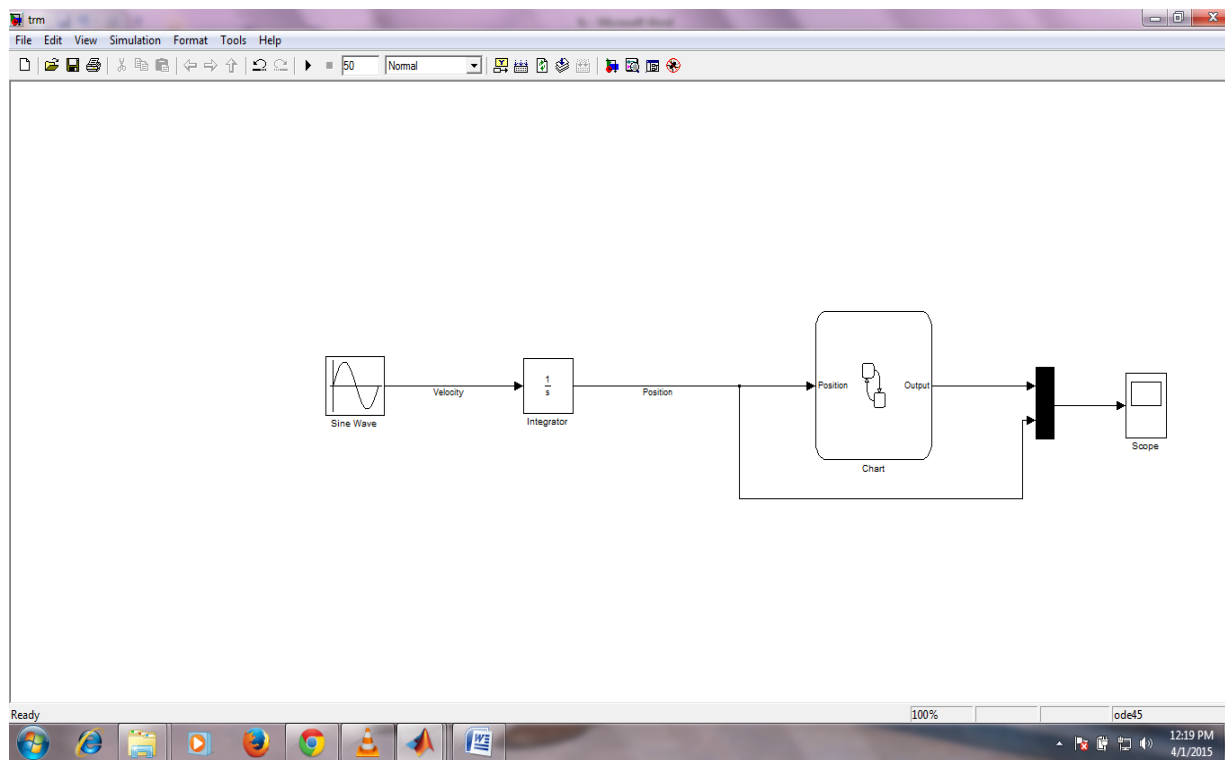 trm
File Edit View Simulation Format Tools Help
50 Normal
Velocity
Position
Position Output
1
s
Sine Wave
Integrator
Chart
Scope
Ready 100% ode45
12:19 PM
4/1/2015